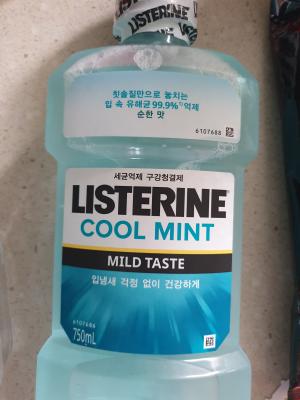 LISTERINE
칫솔질만으로 놓치는
입 속 유해균 99.9% 억제
순한 맛
6107688
세균억제 구강청결제
LISTERINE
COOL MINT
MILD TASTE
입냄새 걱정 없이 건강하게
6107686
750mL